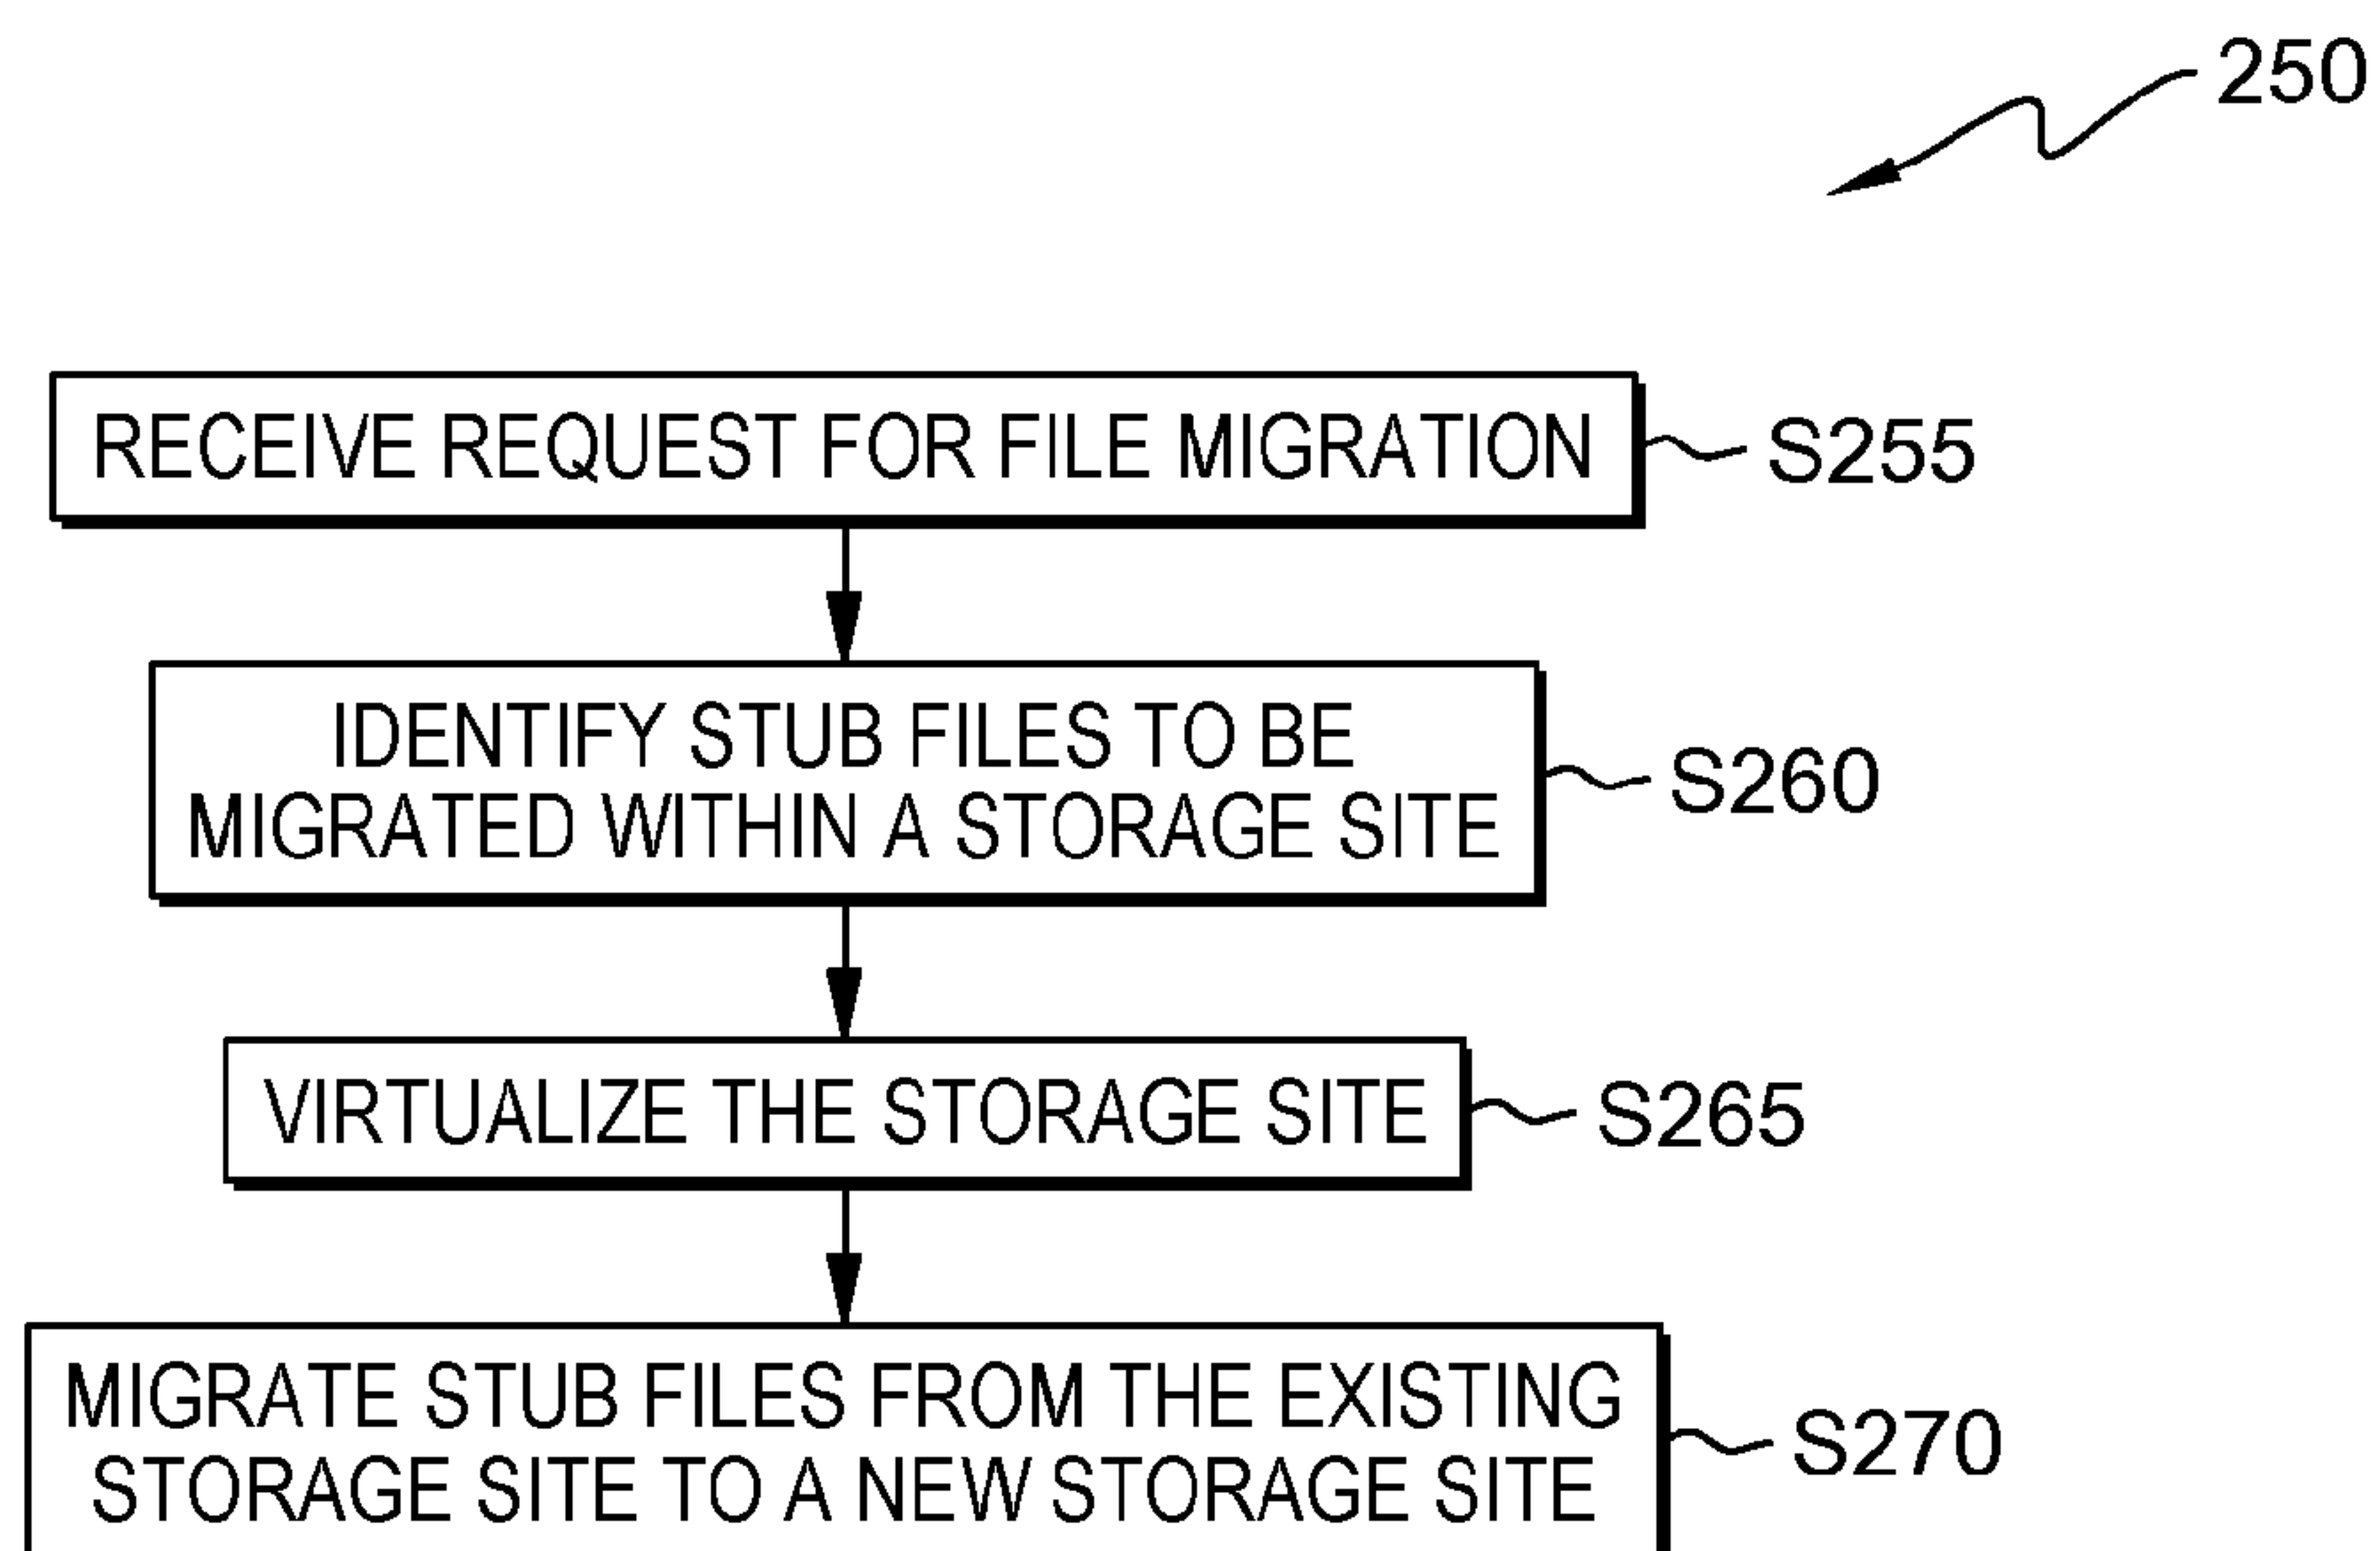 250
RECEIVE REQUEST FOR FILE MIGRATION
S255
IDENTIFY STUB FILES TO BE
MIGRATED WITHIN A STORAGE SITE
S260
VIRTUALIZE THE STORAGE SITE
S265
MIGRATE STUB FILES FROM THE EXISTING
STORAGE SITE TO A NEW STORAGE SITE
S270